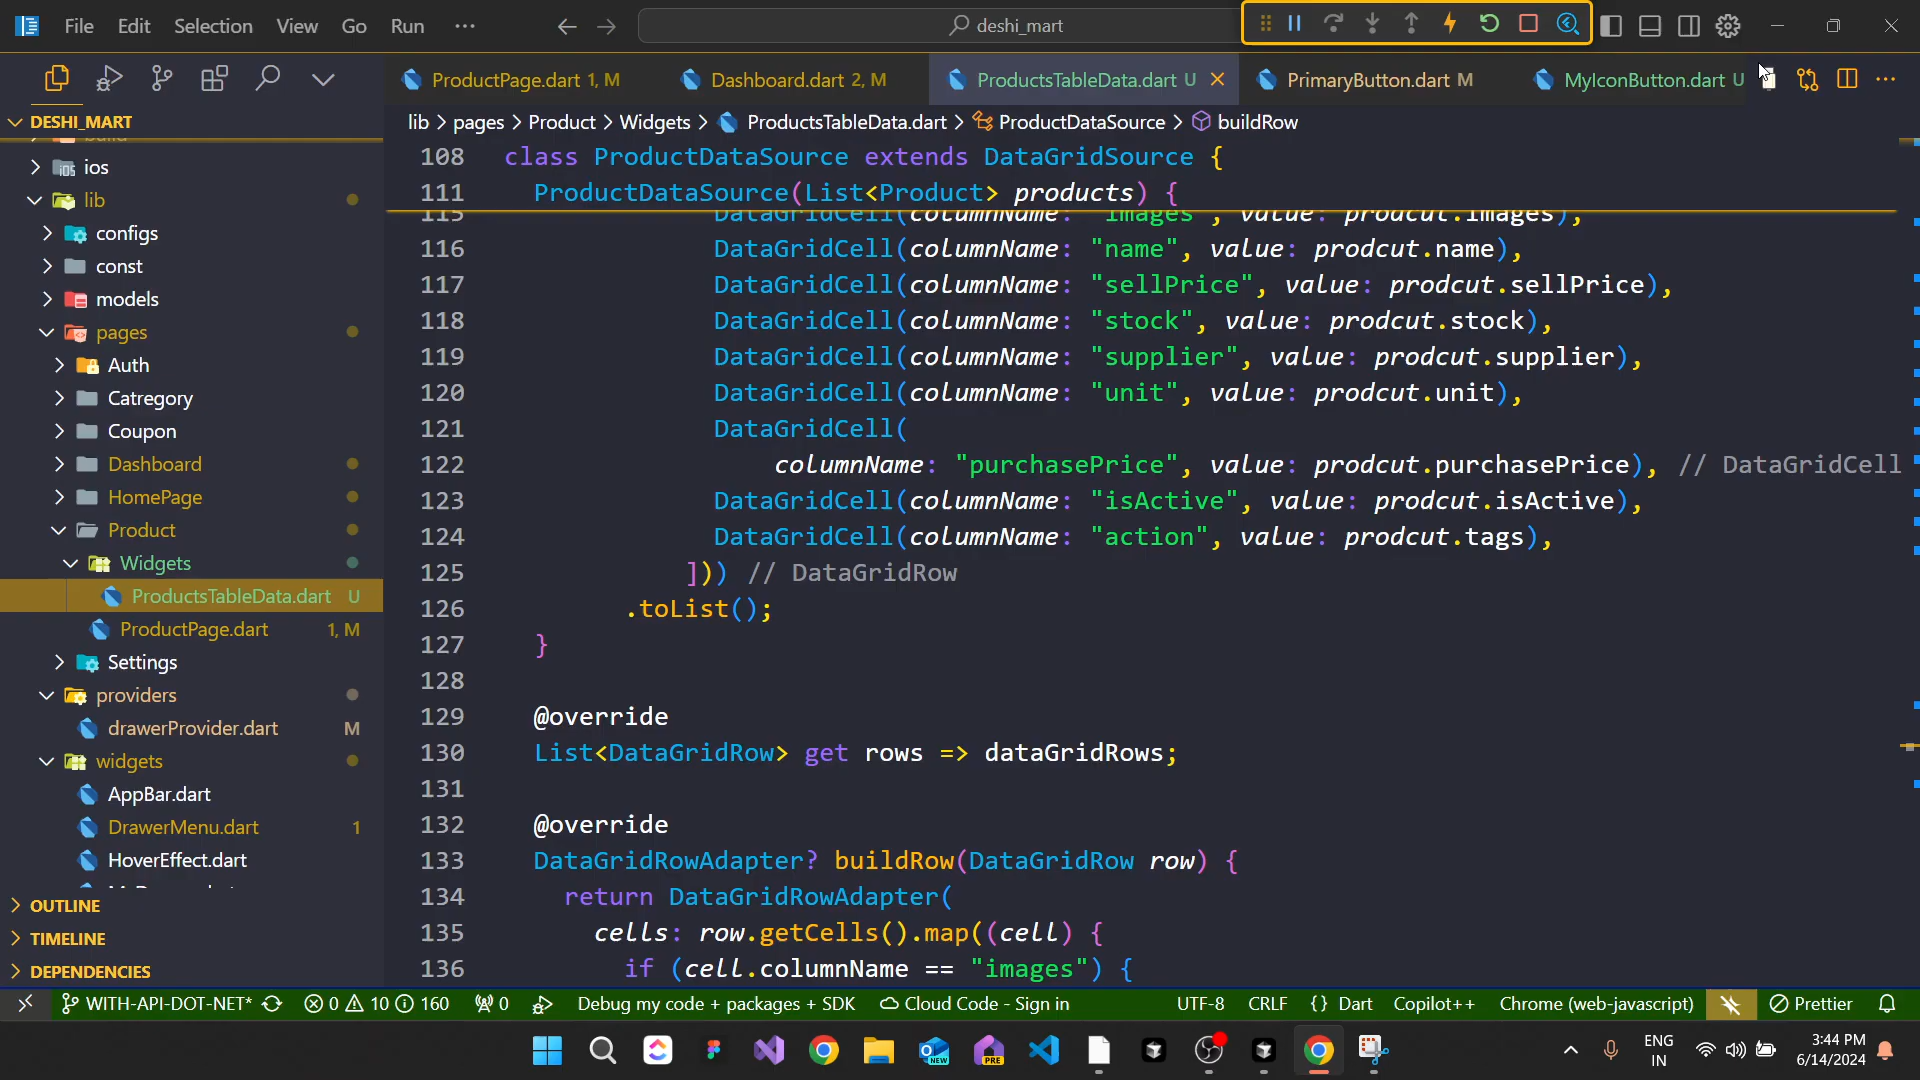 File Edit Selection View Go Run ···
deshi_mart
ProductPage.dart 1, M
Dashboard.dart 2, M
ProductsTableData.dart U
PrimaryButton.dart M
MyIconButton.dart U
DESHI_MART
lib > pages > Product > Widgets > ProductsTableData.dart > ProductDataSource > buildRow
ios
lib
configs
const
models
pages
Auth
Catregory
Coupon
Dashboard
HomePage
Product
Widgets
ProductsTableData.dart U
ProductPage.dart 1, M
Settings
providers
drawerProvider.dart M
widgets
AppBar.dart
DrawerMenu.dart 1
HoverEffect.dart
OUTLINE
TIMELINE
DEPENDENCIES
108 class ProductDataSource extends DataGridSource {
111 ProductDataSource(List<Product> products) {
115 DataGridCell(columnName: "images", value: prodcut.images),
116 DataGridCell(columnName: "name", value: prodcut.name),
117 DataGridCell(columnName: "sellPrice", value: prodcut.sellPrice),
118 DataGridCell(columnName: "stock", value: prodcut.stock),
119 DataGridCell(columnName: "supplier", value: prodcut.supplier),
120 DataGridCell(columnName: "unit", value: prodcut.unit),
121 DataGridCell(
122 columnName: "purchasePrice", value: prodcut.purchasePrice), // DataGridCell
123 DataGridCell(columnName: "isActive", value: prodcut.isActive),
124 DataGridCell(columnName: "action", value: prodcut.tags),
125 ])) // DataGridRow
126 .toList();
127 }
128
129 @override
130 List<DataGridRow> get rows => dataGridRows;
131
132 @override
133 DataGridRowAdapter? buildRow(DataGridRow row) {
134 return DataGridRowAdapter(
135 cells: row.getCells().map((cell) {
136 if (cell.columnName == "images") {
WITH-API-DOT-NET* 0 10 160 0 Debug my code + packages + SDK Cloud Code - Sign in UTF-8 CRLF {} Dart Copilot++ Chrome (web-javascript) Prettier
NEW
PRE
ENG
IN
3:44 PM
6/14/2024